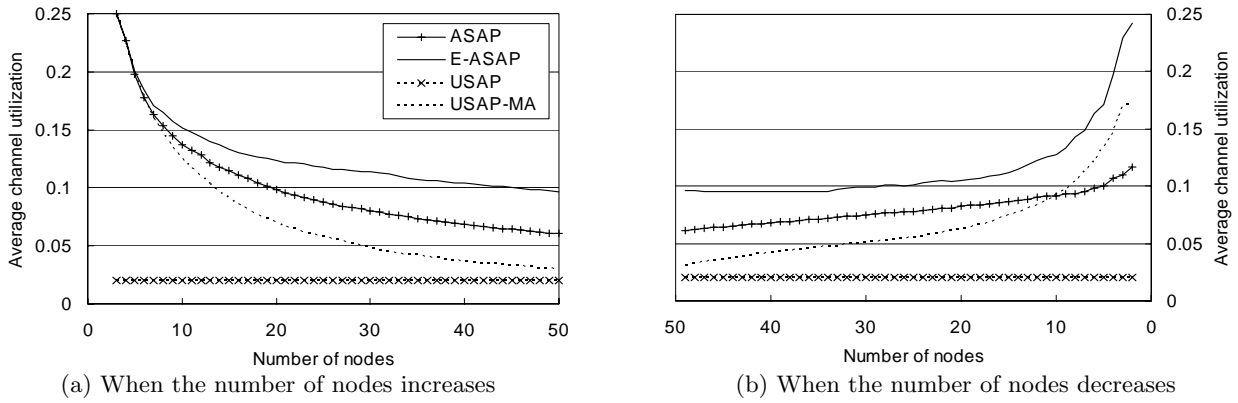 0.25
0.2
0.15
0.1
0.05
0
Average channel utilization
ASAP
E-ASAP
USAP
USAP-MA
0 10 20 30 40 50
Number of nodes
(a) When the number of nodes increases
0.25
0.2
0.15
0.1
0.05
0
Average channel utilization
50 40 30 20 10 0
Number of nodes
(b) When the number of nodes decreases